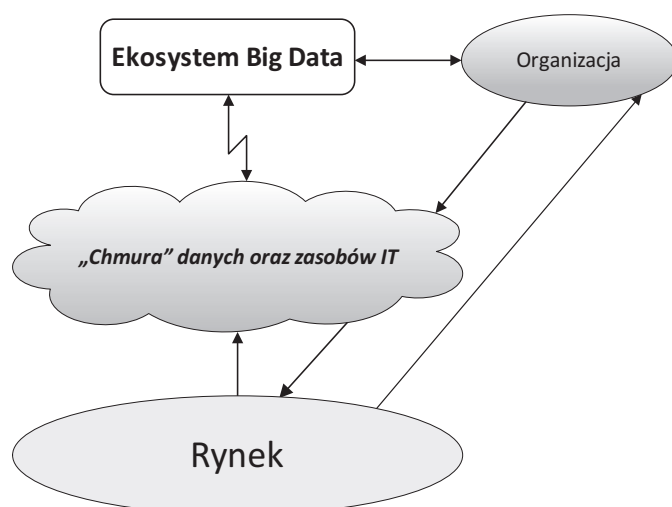 Ekosystem Big Data
Organizacja
„Chmura” danych oraz zasobów IT
Rynek